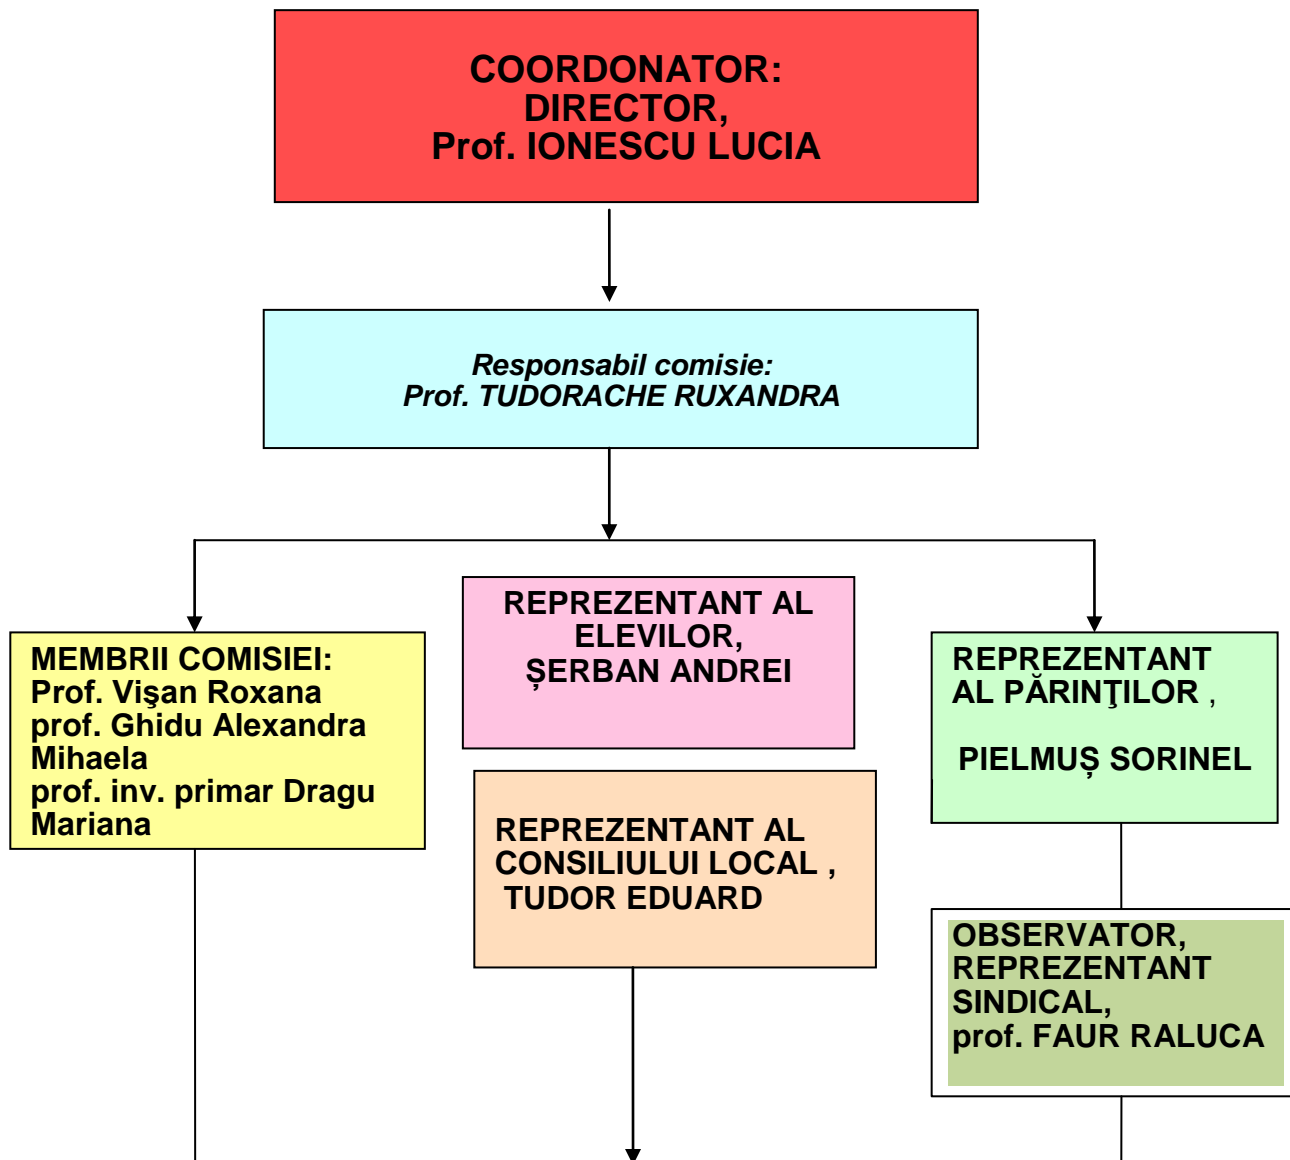 COORDONATOR:
DIRECTOR,
Prof. IONESCU LUCIA
Responsabil comisie:
Prof. TUDORACHE RUXANDRA
MEMBRII COMISIEI:
Prof. Vişan Roxana
prof. Ghidu Alexandra
Mihaela
prof. inv. primar Dragu
Mariana
REPREZENTANT AL
ELEVILOR,
ȘERBAN ANDREI
REPREZENTANT AL
CONSILIULUI LOCAL ,
TUDOR EDUARD
REPREZENTANT
AL PĂRINŢILOR ,
PIELMUȘ SORINEL
OBSERVATOR,
REPREZENTANT
SINDICAL,
prof. FAUR RALUCA